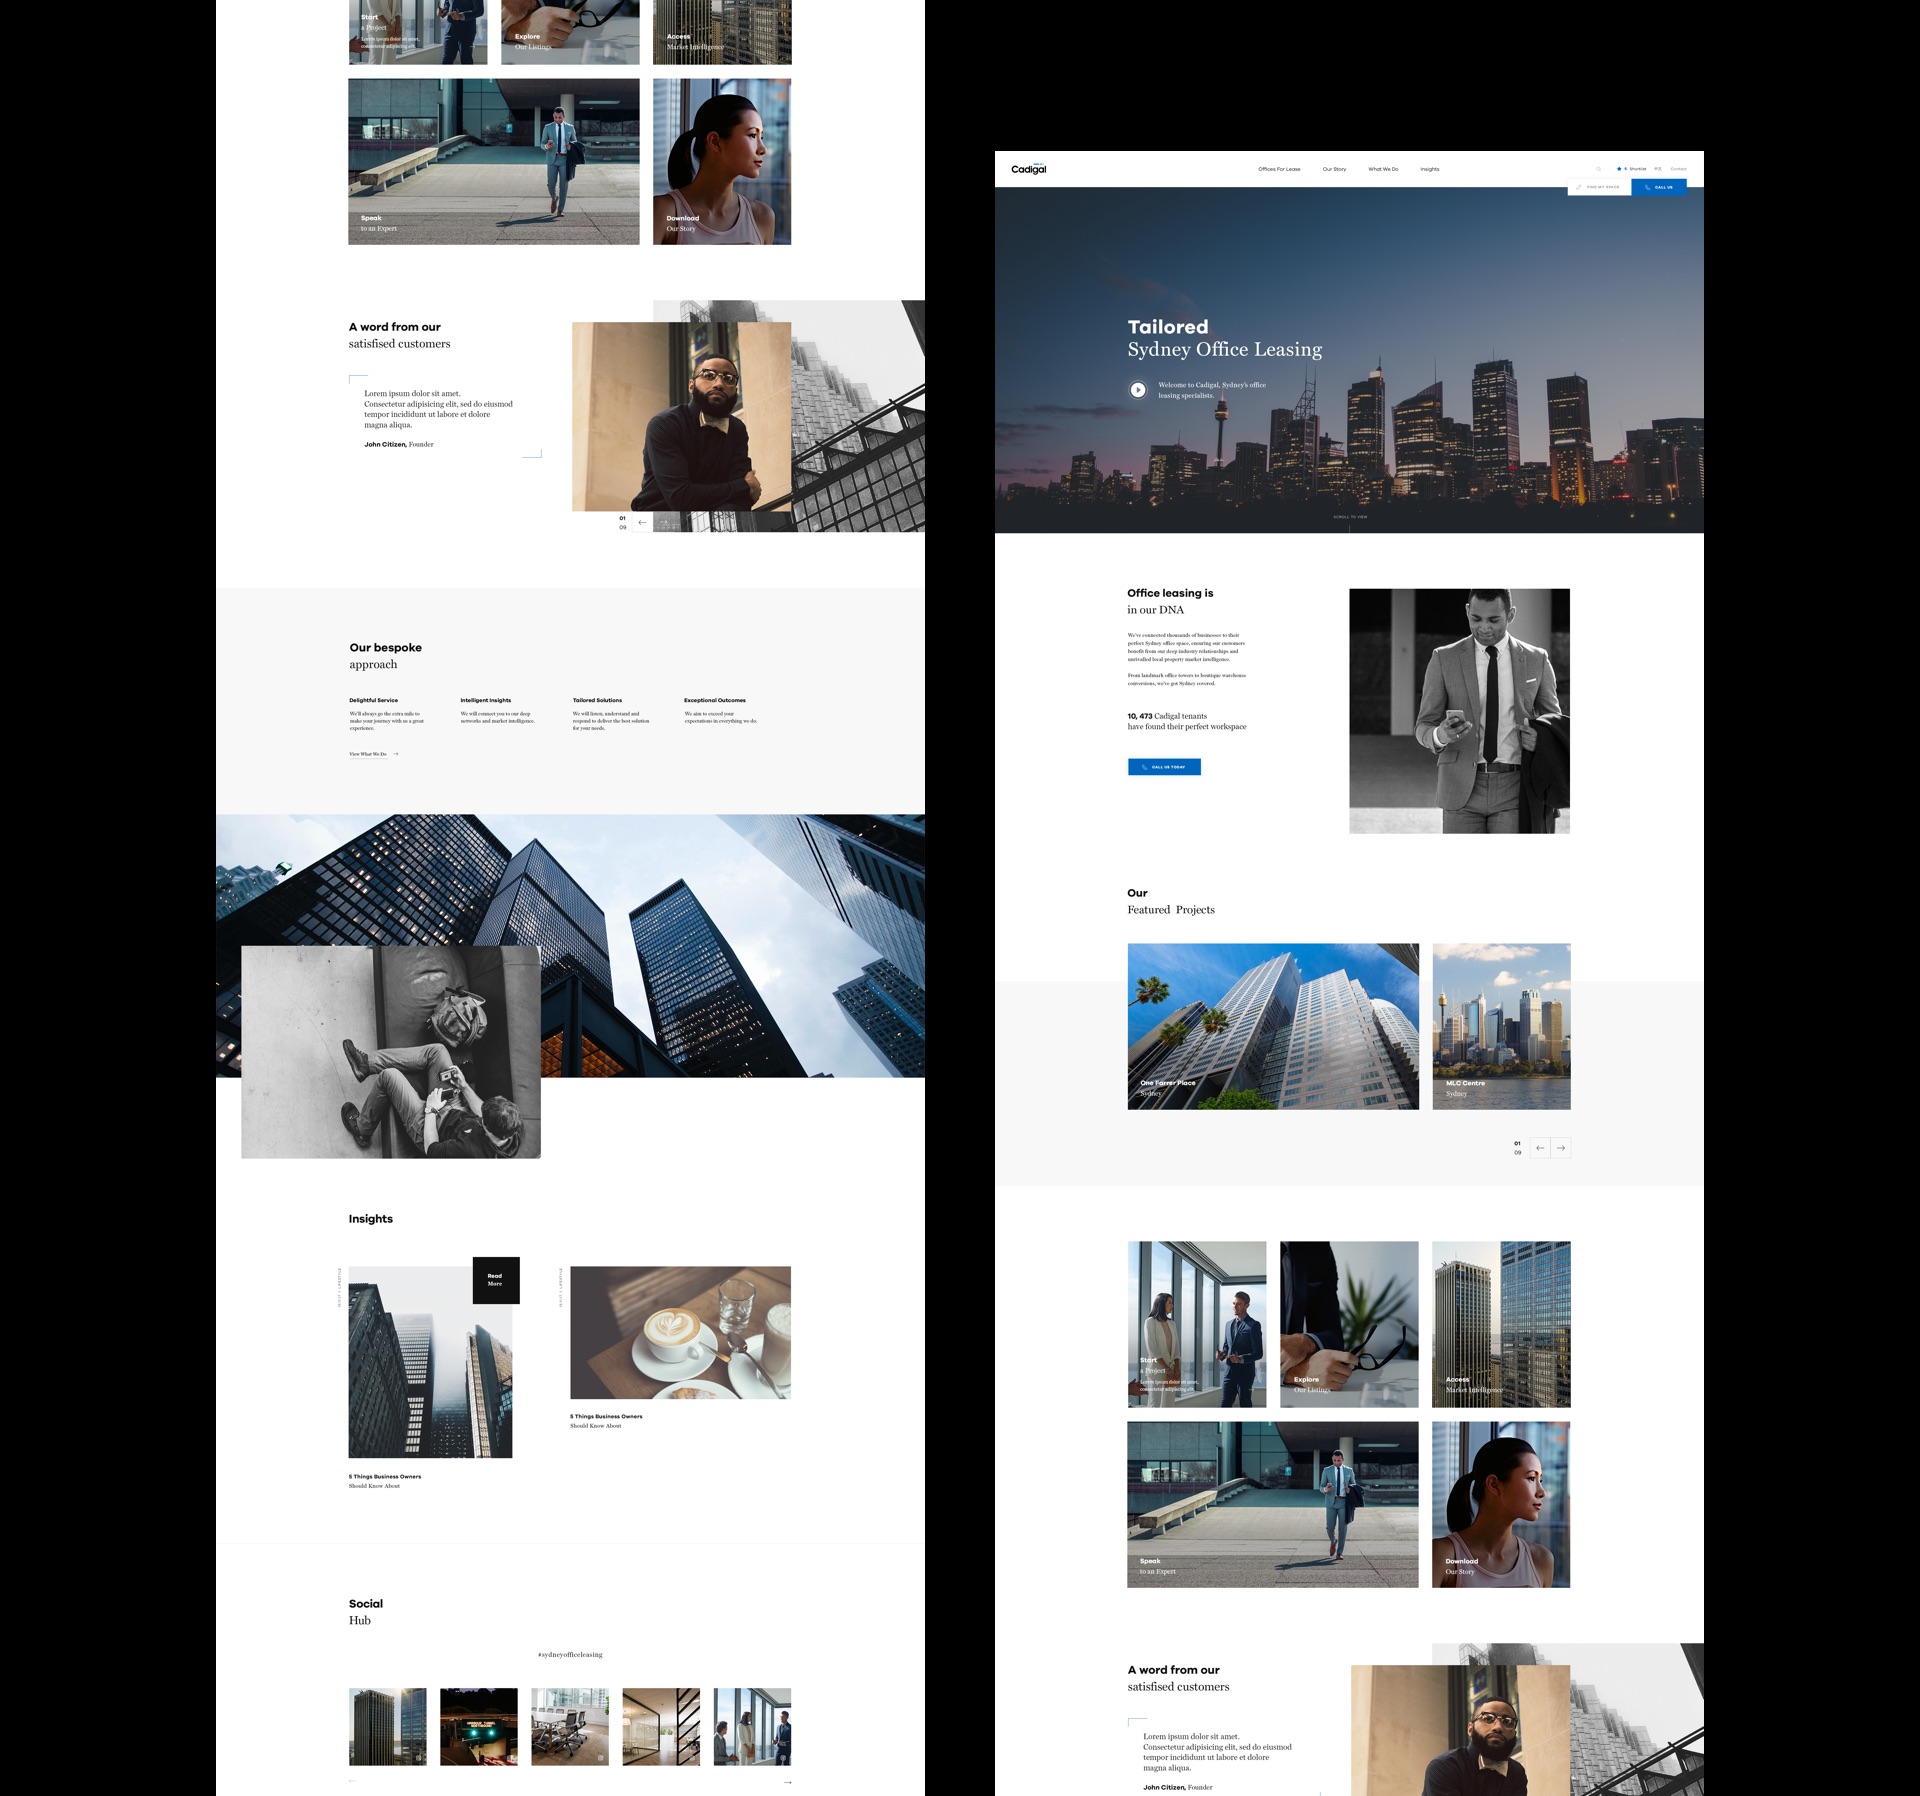 Start
a Project
Lorem ipsum dolor sit amet,
consectetur adipiscing elit.
Explore
Our Listings
Access
Market Intelligence
Speak
to an Expert
Download
Our Story
A word from our
satisfised customers
Lorem ipsum dolor sit amet.
Consectetur adipisicing elit, sed do eiusmod
tempor incididunt ut labore et dolore
magna aliqua.
John Citizen, Founder
01
09
Our bespoke
approach
Delightful Service
We'll always go the extra mile to
make your journey with us a great
experience.
Intelligent Insights
We will connect you to our deep
networks and market intelligence.
Tailored Solutions
We will listen, understand and
respond to deliver the best solution
for your needs.
Exceptional Outcomes
We aim to exceed your
expectations in everything we do.
View What We Do
Insights
Read
More
5 Things Business Owners
Should Know About
5 Things Business Owners
Should Know About
Social
Hub
#sydneyofficeleasing
Cadigal
Offices For Lease
Our Story
What We Do
Insights
Shortlist
中文
Contact
FIND MY SPACE
CALL US
Tailored
Sydney Office Leasing
Welcome to Cadigal, Sydney's office
leasing specialists.
SCROLL TO VIEW
Office leasing is
in our DNA
We've connected thousands of businesses to their
perfect Sydney office space, ensuring our customers
benefit from our deep industry relationships and
unrivalled local property market intelligence.
From landmark office towers to boutique warehouse
conversions, we've got Sydney covered.
10, 473 Cadigal tenants
have found their perfect workspace
CALL US TODAY
Our
Featured Projects
One Farrer Place
Sydney
MLC Centre
Sydney
01
09
Start
a Project
Lorem ipsum dolor sit amet,
consectetur adipiscing elit.
Explore
Our Listings
Access
Market Intelligence
Speak
to an Expert
Download
Our Story
A word from our
satisfised customers
Lorem ipsum dolor sit amet.
Consectetur adipisicing elit, sed do eiusmod
tempor incididunt ut labore et dolore
magna aliqua.
John Citizen, Founder